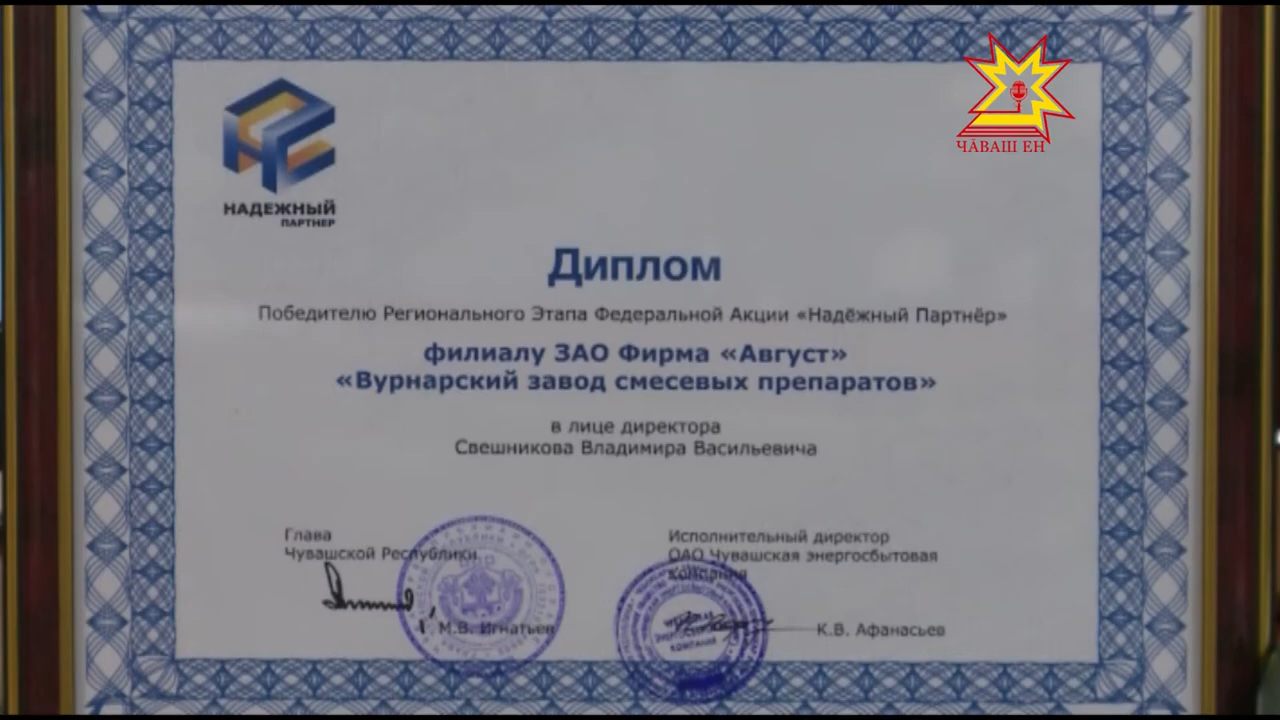 ЧӐВАШ ЕН
НАДЕЖНЫЙ
ПАРТНЕР
Диплом
Победителю Регионального Этапа Федеральной Акции «Надёжный Партнёр»
филиалу ЗАО Фирма «Август»
«Вурнарский завод смесевых препаратов»
в лице директора
Свешникова Владимира Васильевича
Глава
Чувашской Республики
М.В. Игнатьев
Исполнительный директор
ОАО Чувашская энергосбытовая
компания
К.В. Афанасьев